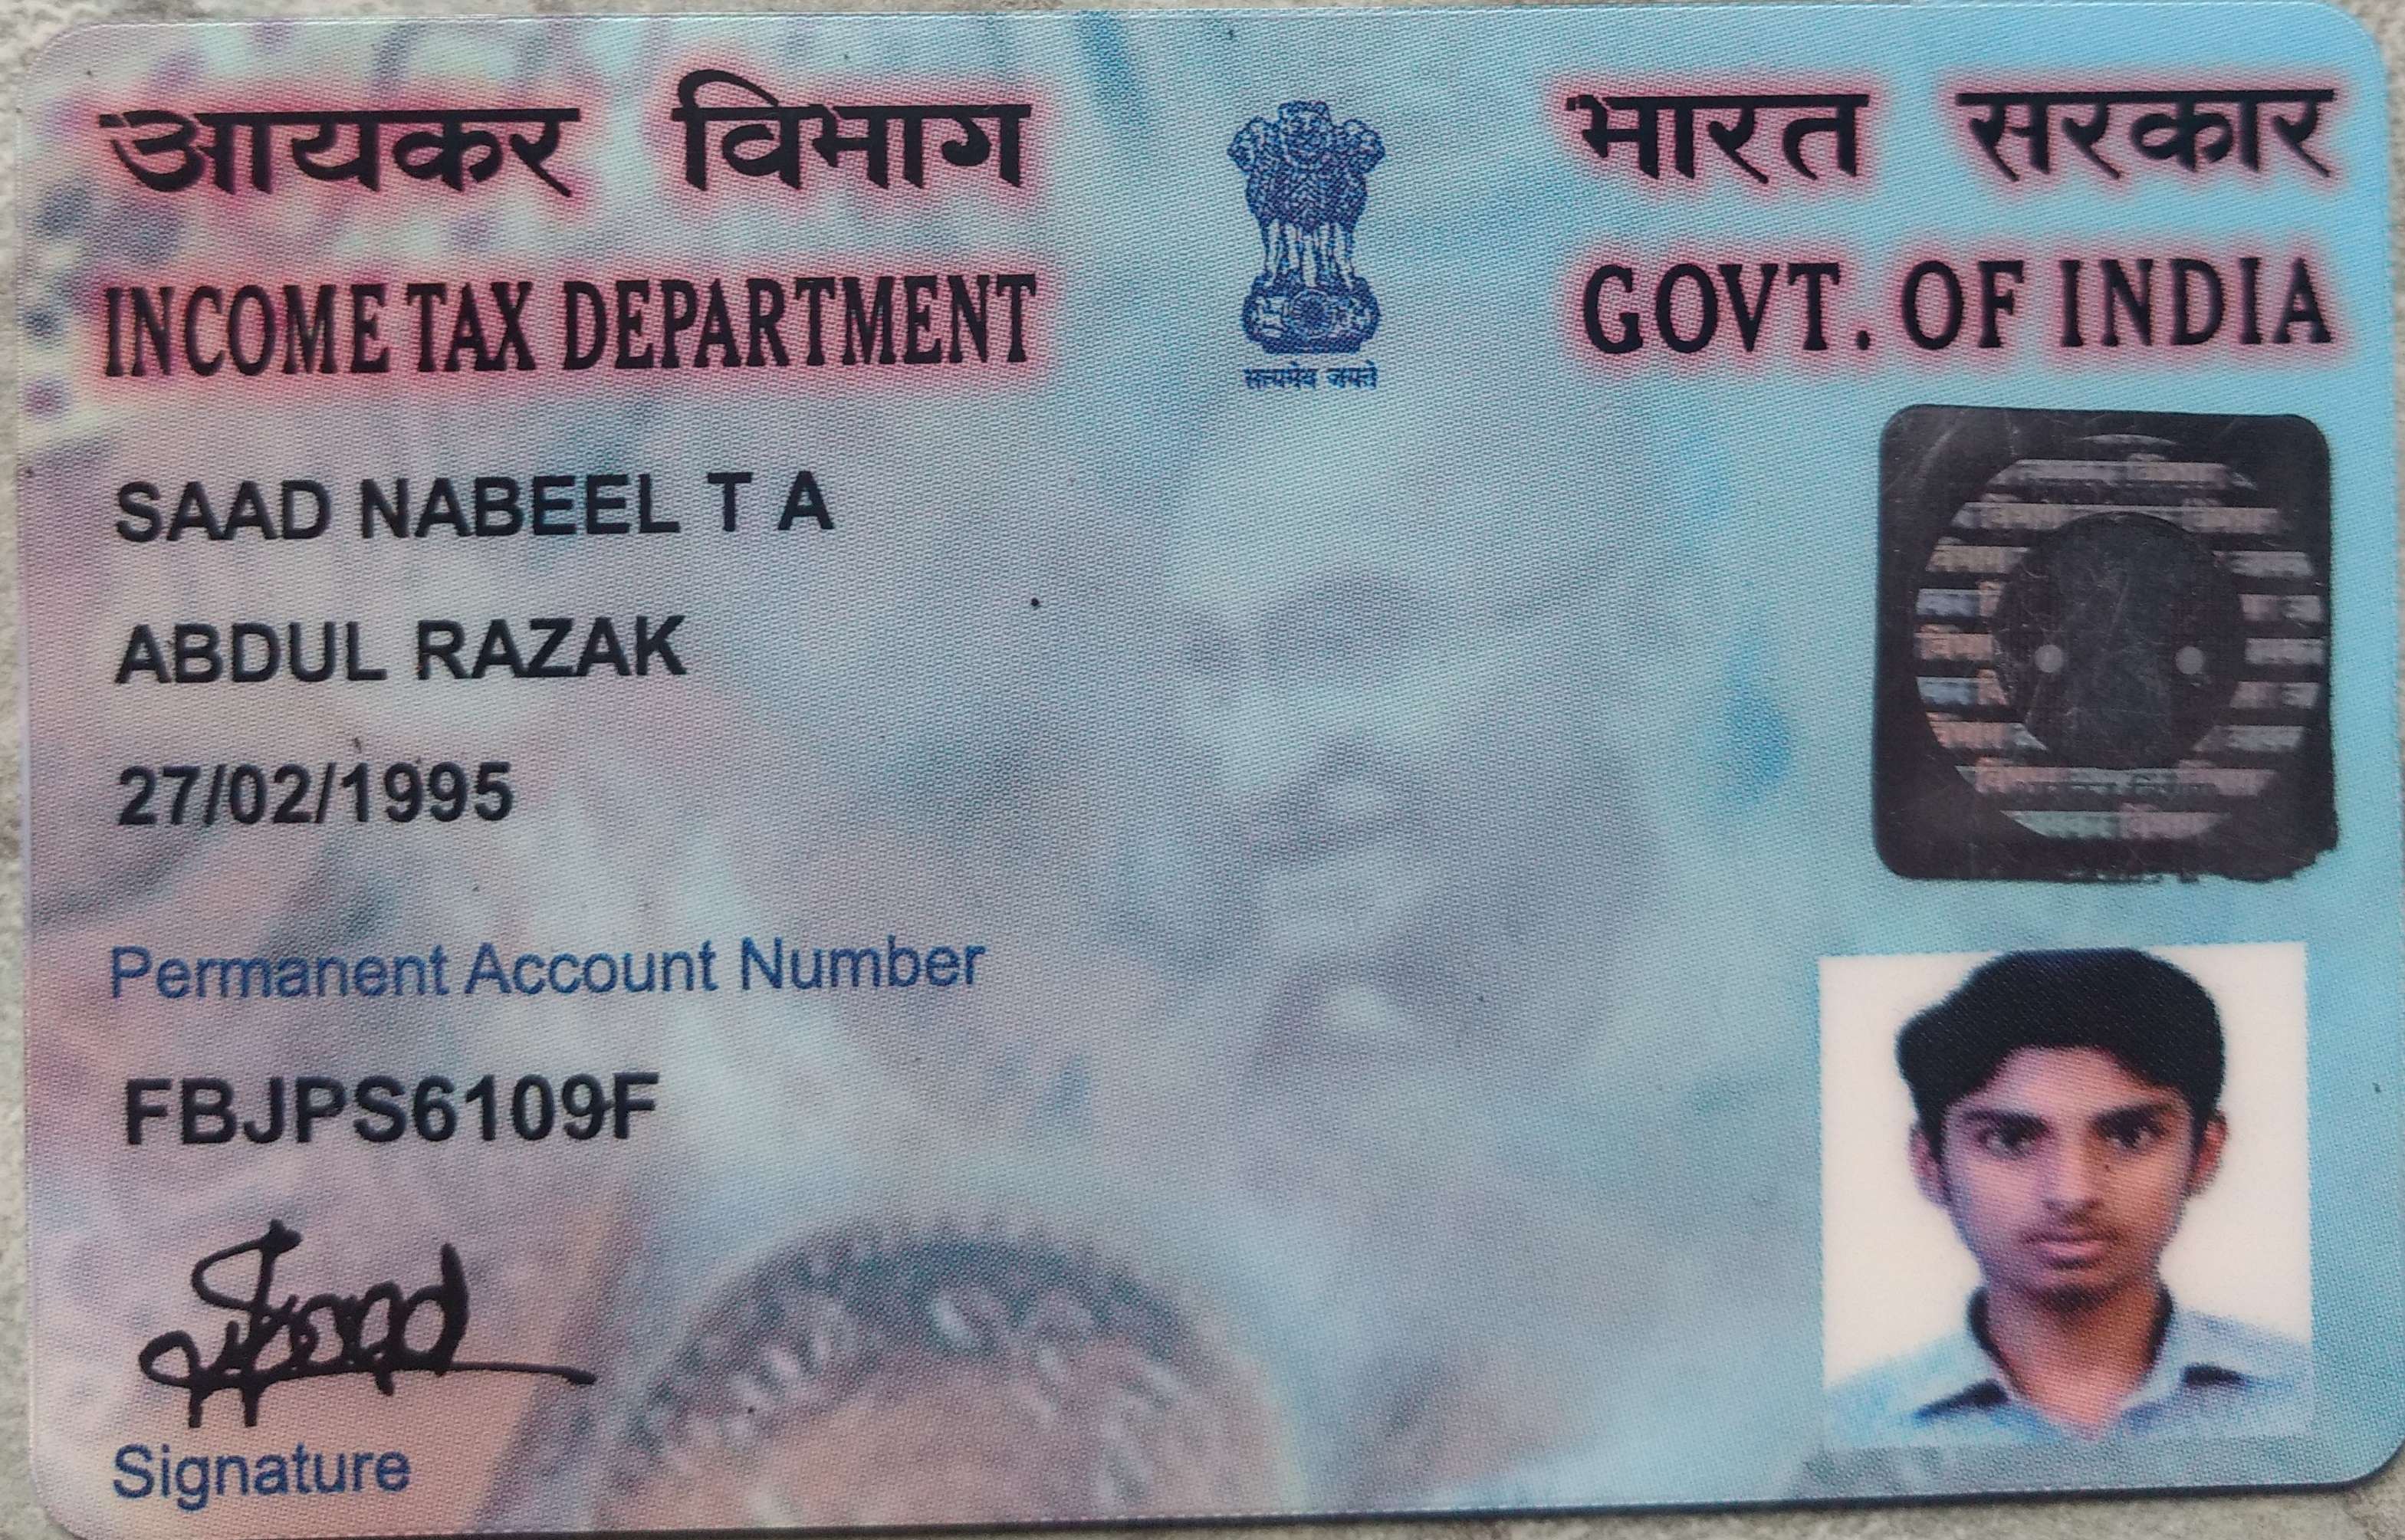 आयकर विभाग
INCOME TAX DEPARTMENT
सत्यमेव जयते
भारत सरकार
GOVT. OF INDIA
SAAD NABEEL T A
ABDUL RAZAK
27/02/1995
Permanent Account Number
FBJPS6109F
Signature